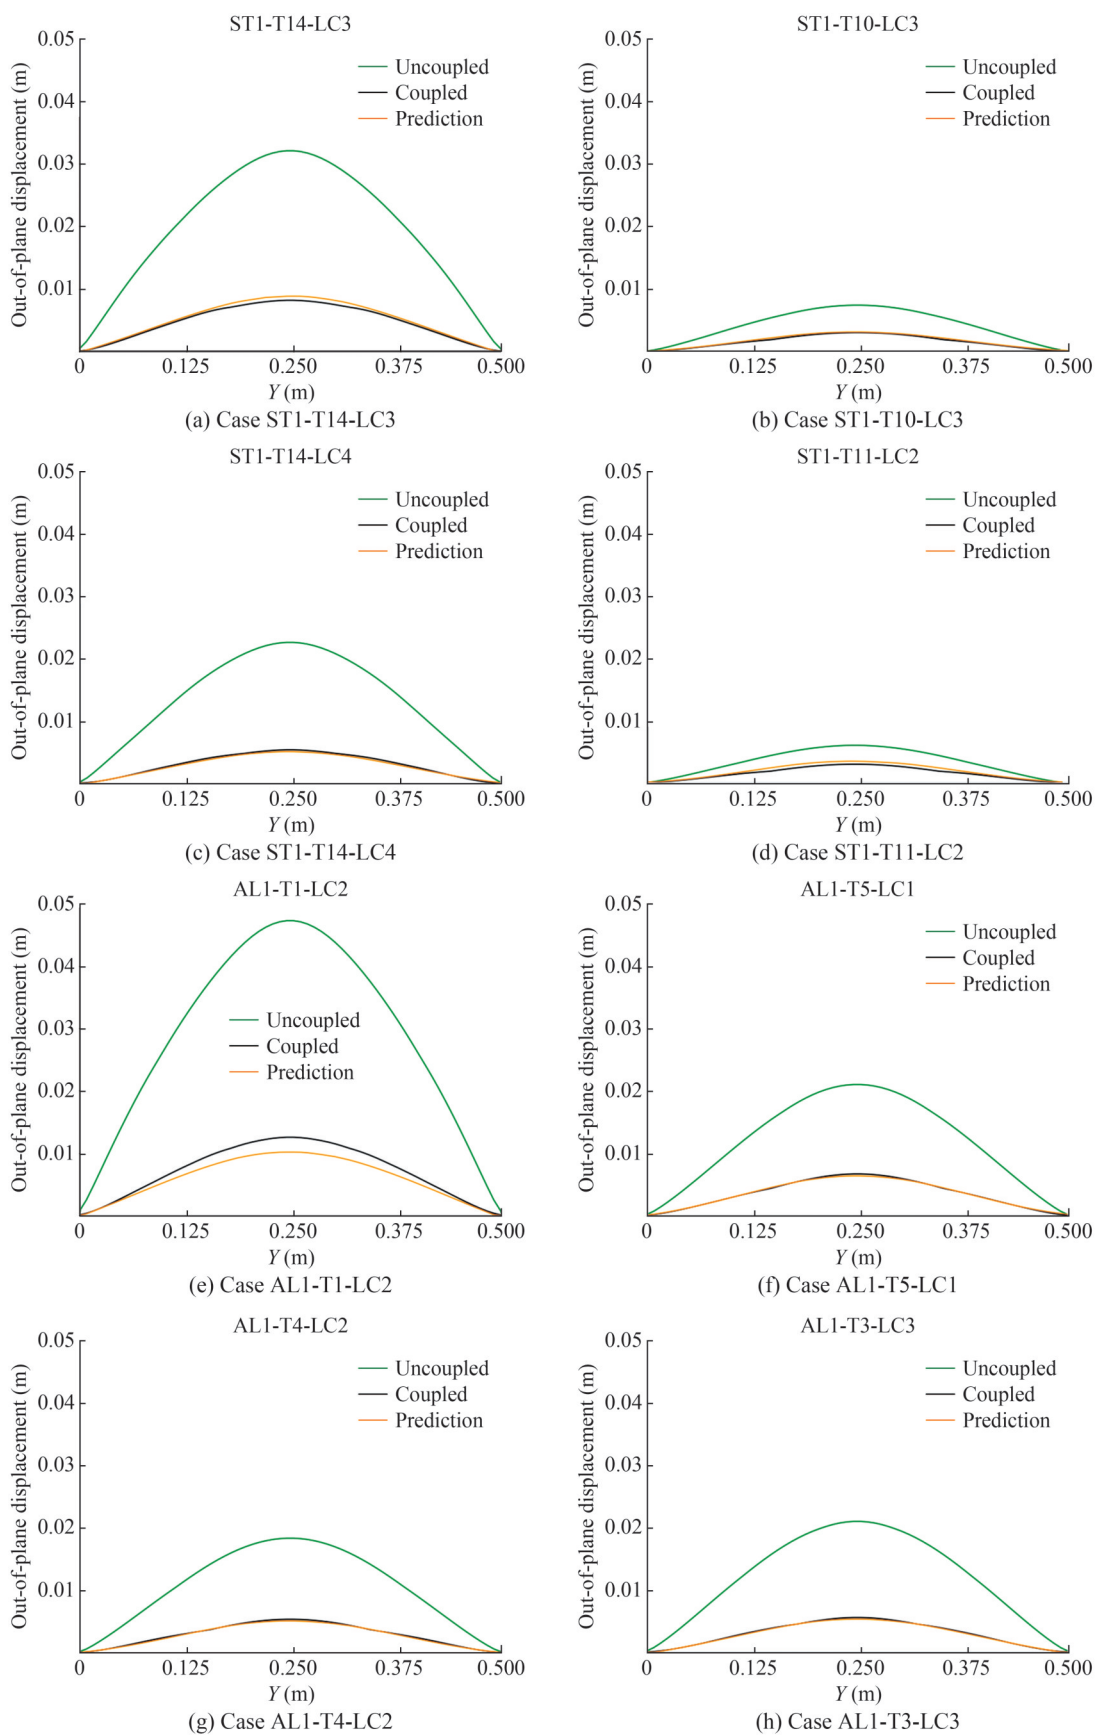 ST1-T14-LC3
Out-of-plane displacement (m)
0.05
0.04
0.03
0.02
0.01
Uncoupled
Coupled
Prediction
0 0.125 0.250 0.375 0.500
Y (m)
(a) Case ST1-T14-LC3
ST1-T10-LC3
Out-of-plane displacement (m)
0.05
0.04
0.03
0.02
0.01
Uncoupled
Coupled
Prediction
0 0.125 0.250 0.375 0.500
Y (m)
(b) Case ST1-T10-LC3
ST1-T14-LC4
Out-of-plane displacement (m)
0.05
0.04
0.03
0.02
0.01
Uncoupled
Coupled
Prediction
0 0.125 0.250 0.375 0.500
Y (m)
(c) Case ST1-T14-LC4
ST1-T11-LC2
Out-of-plane displacement (m)
0.05
0.04
0.03
0.02
0.01
Uncoupled
Coupled
Prediction
0 0.125 0.250 0.375 0.500
Y (m)
(d) Case ST1-T11-LC2
AL1-T1-LC2
Out-of-plane displacement (m)
0.05
0.04
0.03
0.02
0.01
Uncoupled
Coupled
Prediction
0 0.125 0.250 0.375 0.500
Y (m)
(e) Case AL1-T1-LC2
AL1-T5-LC1
Out-of-plane displacement (m)
0.05
0.04
0.03
0.02
0.01
Uncoupled
Coupled
Prediction
0 0.125 0.250 0.375 0.500
Y (m)
(f) Case AL1-T5-LC1
AL1-T4-LC2
Out-of-plane displacement (m)
0.05
0.04
0.03
0.02
0.01
Uncoupled
Coupled
Prediction
0 0.125 0.250 0.375 0.500
Y (m)
(g) Case AL1-T4-LC2
AL1-T3-LC3
Out-of-plane displacement (m)
0.05
0.04
0.03
0.02
0.01
Uncoupled
Coupled
Prediction
0 0.125 0.250 0.375 0.500
Y (m)
(h) Case AL1-T3-LC3